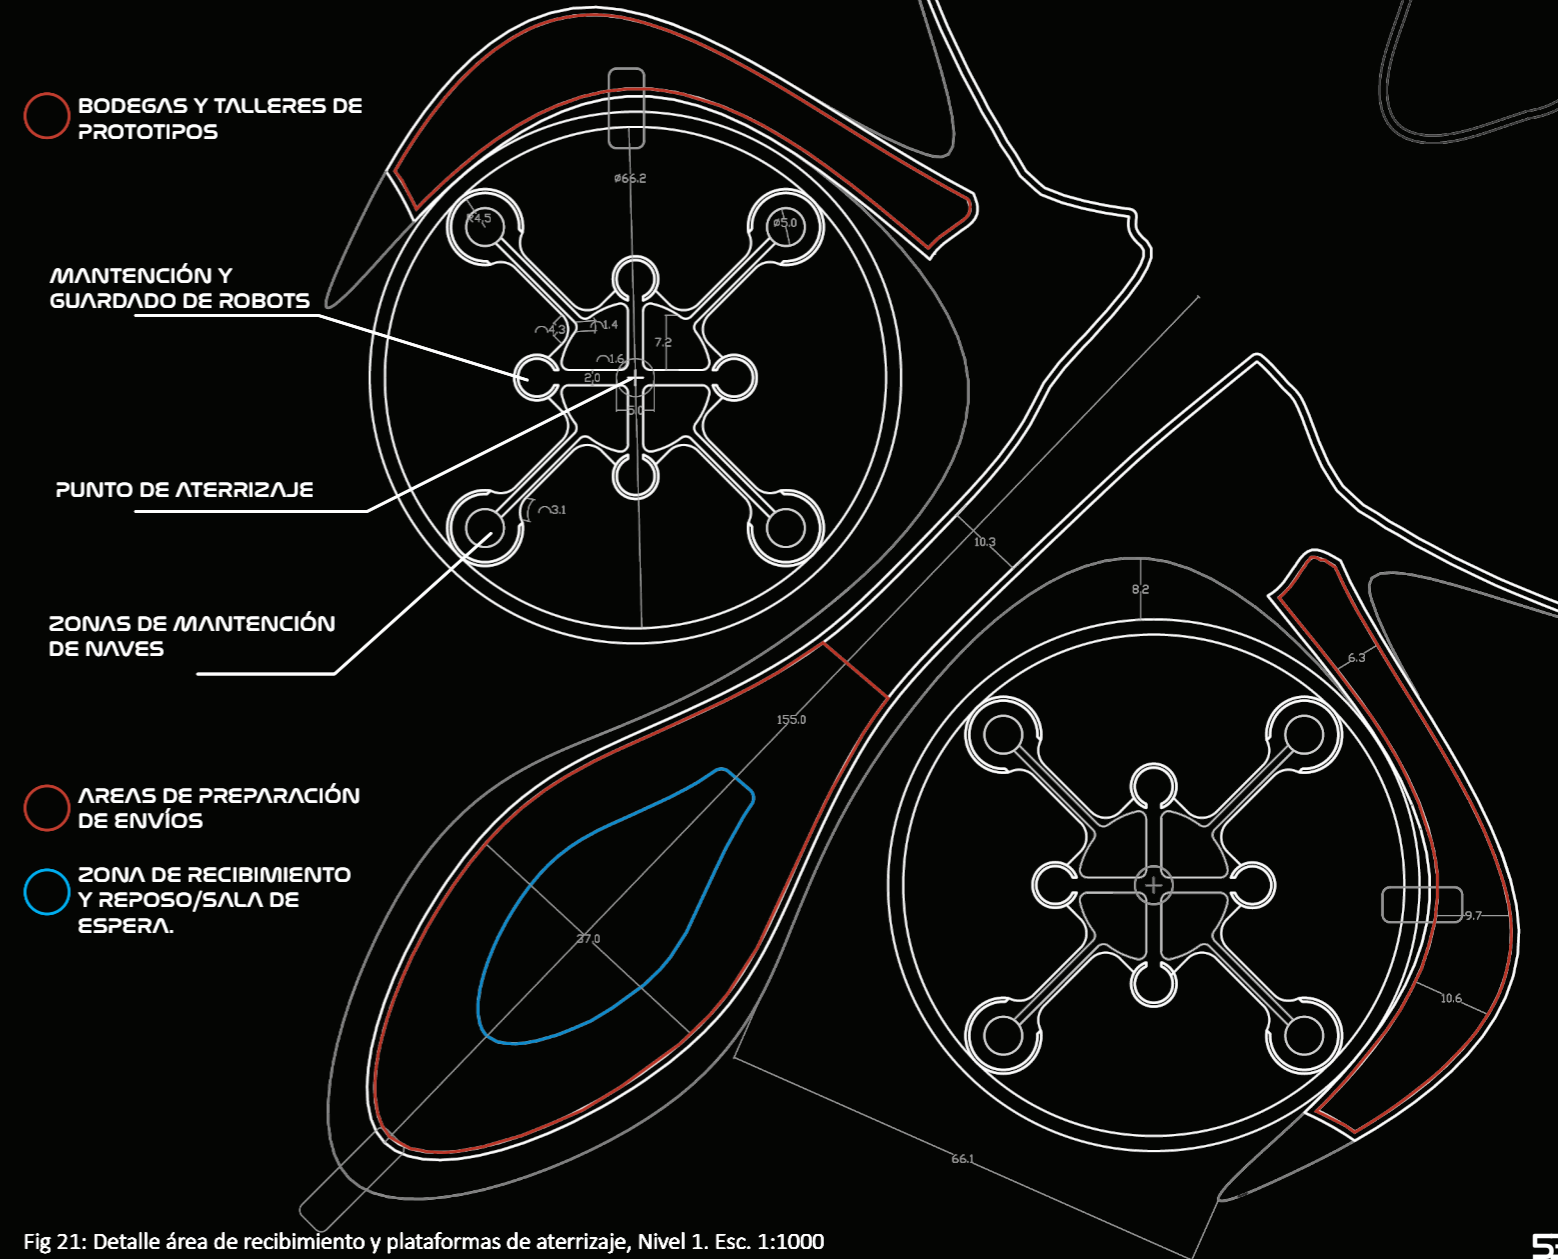 BODEGAS Y TALLERES DE
PROTOTIPOS
Ø66.2
R4.5
Ø5.0
MANTENCIÓN Y
GUARDADO DE ROBOTS
4.3
1.4
7.2
1.6
2.0
5.0
PUNTO DE ATERRIZAJE
3.1
10.3
8.2
ZONAS DE MANTENCIÓN
DE NAVES
6.3
155.0
AREAS DE PREPARACIÓN
DE ENVÍOS
ZONA DE RECIBIMIENTO
Y REPOSO/SALA DE
ESPERA.
37.0
9.7
10.6
66.1
Fig 21: Detalle área de recibimiento y plataformas de aterrizaje, Nivel 1. Esc. 1:1000